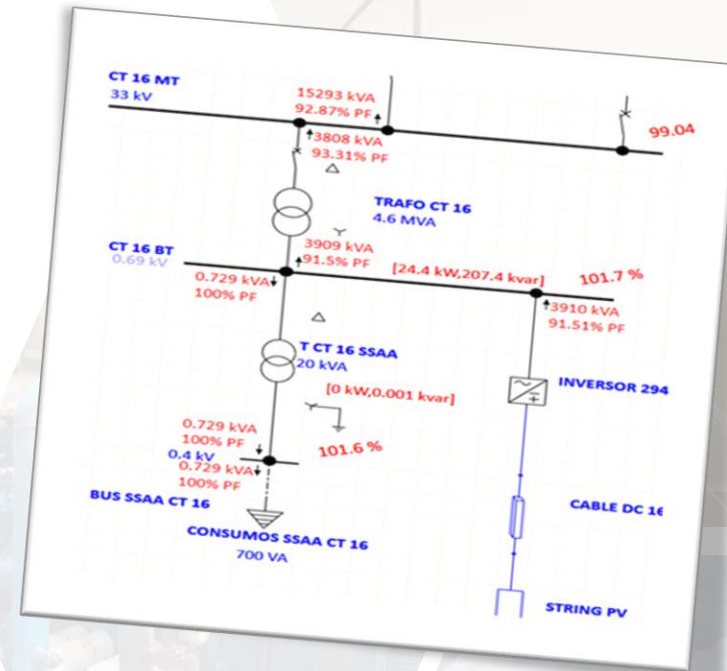 CT 16 MT
33 kV
15293 kVA
92.87% PF
99.04
3808 kVA
93.31% PF
TRAFO CT 16
4.6 MVA
CT 16 BT
0.69 kV
3909 kVA
91.5% PF
[24.4 kW,207.4 kvar]
101.7 %
0.729 kVA
100% PF
3910 kVA
91.51% PF
T CT 16 SSAA
20 kVA
INVERSOR 294
[0 kW,0.001 kvar]
0.729 kVA
100% PF
0.4 kV
101.6 %
0.729 kVA
100% PF
BUS SSAA CT 16
CABLE DC 16
CONSUMOS SSAA CT 16
700 VA
STRING PV